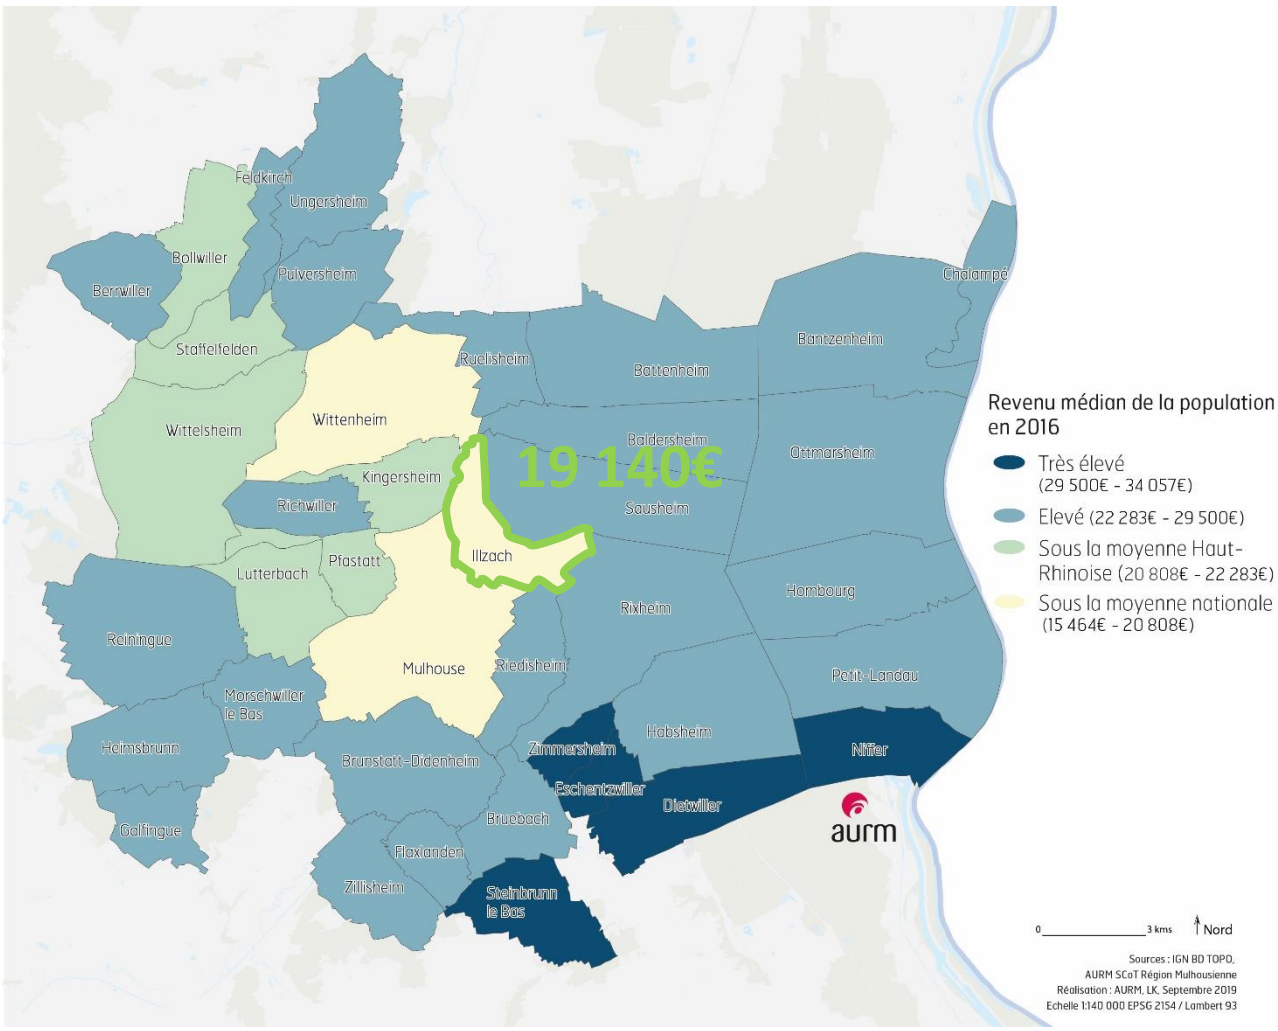 Feldkirch
Ungersheim
Bollwiller
Pulversheim
Berrwiller
Chalampé
Staffelfelden
Ruelisheim
Battenheim
Bantzenheim
Wittelsheim
Wittenheim
Baldersheim
Ottmarsheim
19 140€
Kingersheim
Richwiller
Sausheim
Illzach
Pfastatt
Lutterbach
Hombourg
Rixheim
Reiningue
Mulhouse
Riedisheim
Petit-Landau
Morschwiller
le Bas
Habsheim
Heimsbrunn
Zimmersheim
Niffer
Brunstatt-Didenheim
Eschentzwiller
Dietwiller
Galfingue
Bruebach
Flaxlanden
Zillisheim
Steinbrunn
le Bas
Revenu médian de la population
en 2016
Très élevé
(29 500€ - 34 057€)
Elevé (22 283€ - 29 500€)
Sous la moyenne Haut-
Rhinoise (20 808€ - 22 283€)
Sous la moyenne nationale
(15 464€ - 20 808€)
aurm
0 3 kms Nord
Sources : IGN BD TOPO,
AURM SCoT Région Mulhousienne
Réalisation : AURM, LK, Septembre 2019
Echelle 1:140 000 EPSG 2154 / Lambert 93